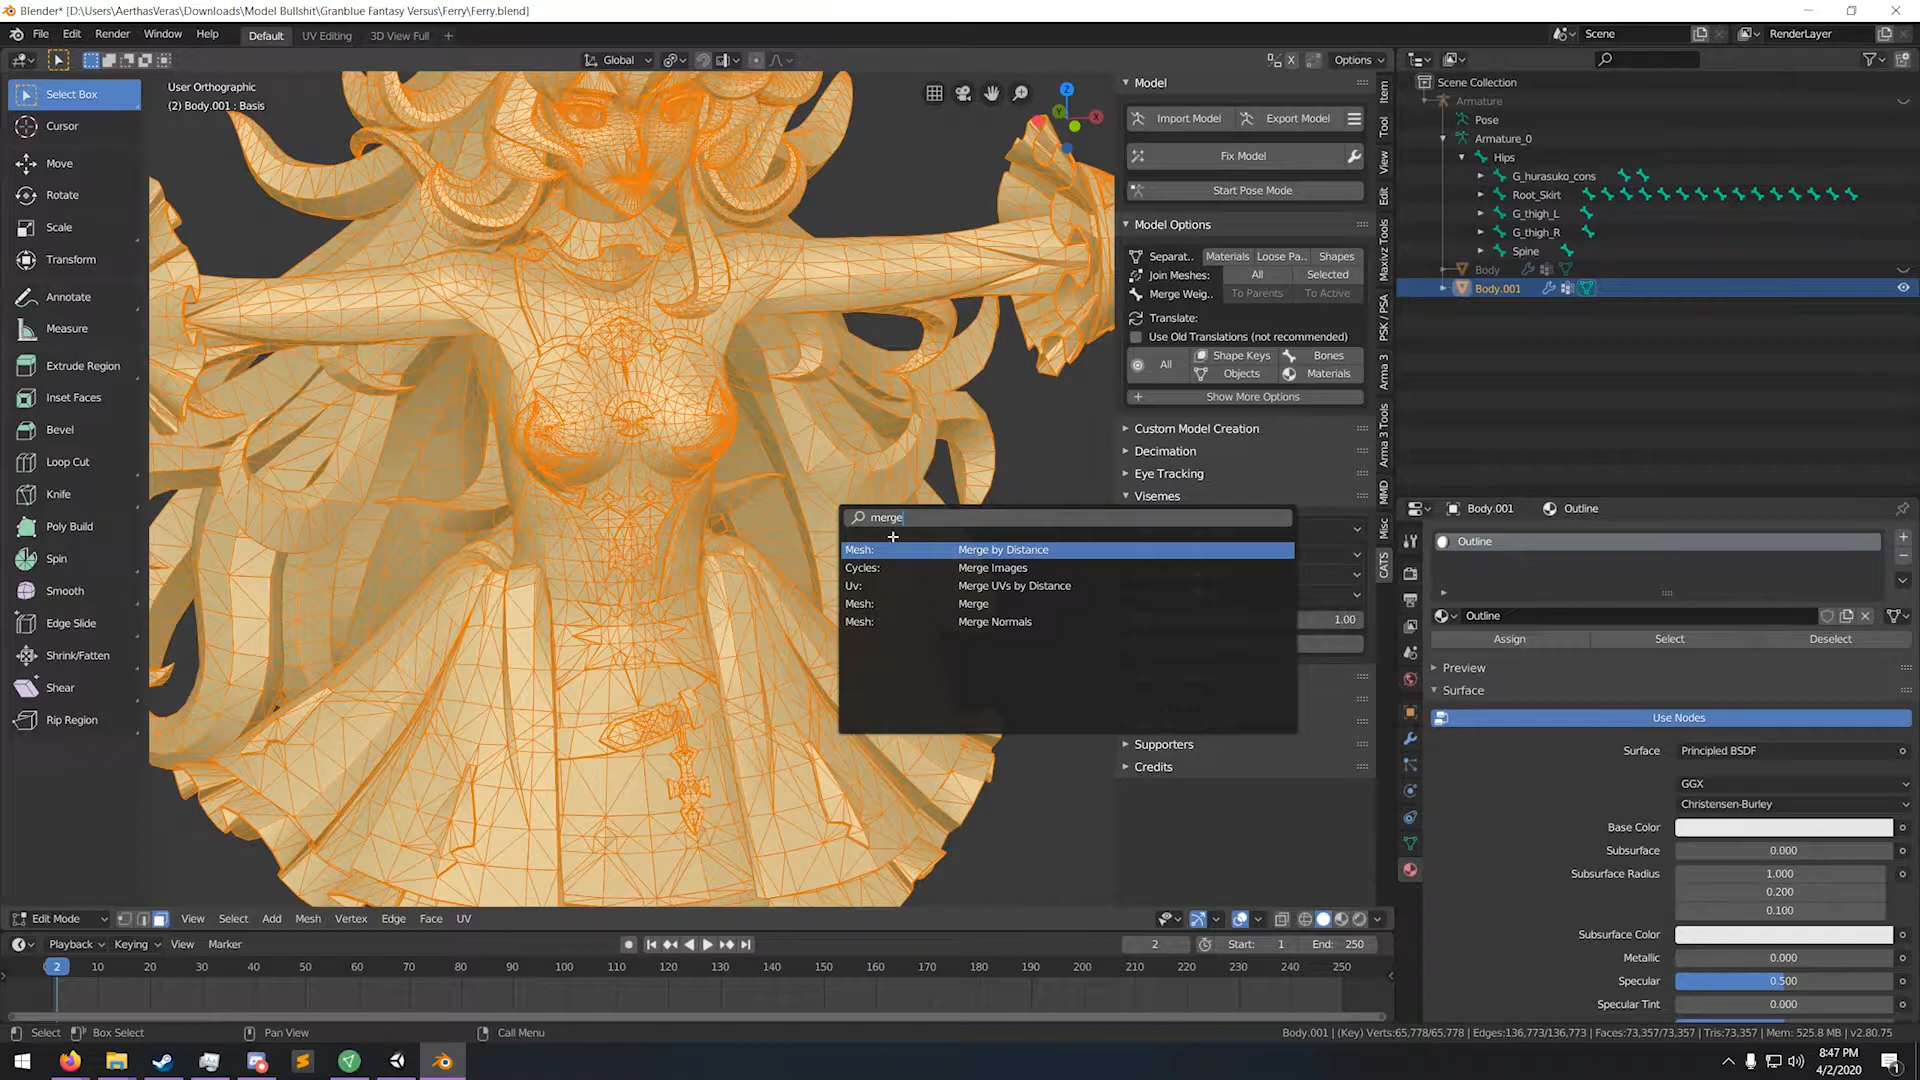 Blender* [D:\Users\AerthasVeras\Downloads\Model Bullshit\Granblue Fantasy Versus\Ferry\Ferry.blend]
File Edit Render Window Help Default UV Editing 3D View Full + Scene RenderLayer
Global Options
User Orthographic
(2) Body.001 : Basis
Select Box
Cursor
Move
Rotate
Scale
Transform
Annotate
Measure
Extrude Region
Inset Faces
Bevel
Loop Cut
Knife
Poly Build
Spin
Smooth
Edge Slide
Shrink/Fatten
Shear
Rip Region
Z
Y
X
Model
Import Model Export Model
Fix Model
Start Pose Mode
Model Options
Separat.. Materials Loose Pa.. Shapes
Join Meshes: All Selected
Merge Weig.. To Parents To Active
Translate:
Use Old Translations (not recommended)
All Shape Keys Bones
Objects Materials
Show More Options
Custom Model Creation
Decimation
Eye Tracking
Visemes
1.00
Supporters
Credits
Item
Tool
View
Edit
Maxivz Tools
PSK / PSA
Arma 3
Arma 3 Tools
MMD
Misc
CATS
merge
Mesh: Merge by Distance
Cycles: Merge Images
Uv: Merge UVs by Distance
Mesh: Merge
Mesh: Merge Normals
Scene Collection
Armature
Pose
Armature_0
Hips
G_hurasuko_cons
Root_Skirt
G_thigh_L
G_thigh_R
Spine
Body
Body.001
Body.001 Outline
Outline
Outline
Assign Select Deselect
Preview
Surface
Use Nodes
Surface Principled BSDF
GGX
Christensen-Burley
Base Color
Subsurface 0.000
Subsurface Radius 1.000
0.200
0.100
Subsurface Color
Metallic 0.000
Specular 0.500
Specular Tint 0.000
Edit Mode View Select Add Mesh Vertex Edge Face UV
Playback Keying View Marker 2 Start: 1 End: 250
2 10 20 30 40 50 60 70 80 90 100 110 120 130 140 150 160 170 180 190 200 210 220 230 240 250
Select Box Select Pan View Call Menu Body.001 | (Key) Verts:65,778/65,778 | Edges:136,773/136,773 | Faces:73,357/73,357 | Tris:73,357 | Mem: 525.8 MB | v2.80.75
8:47 PM
4/2/2020
1